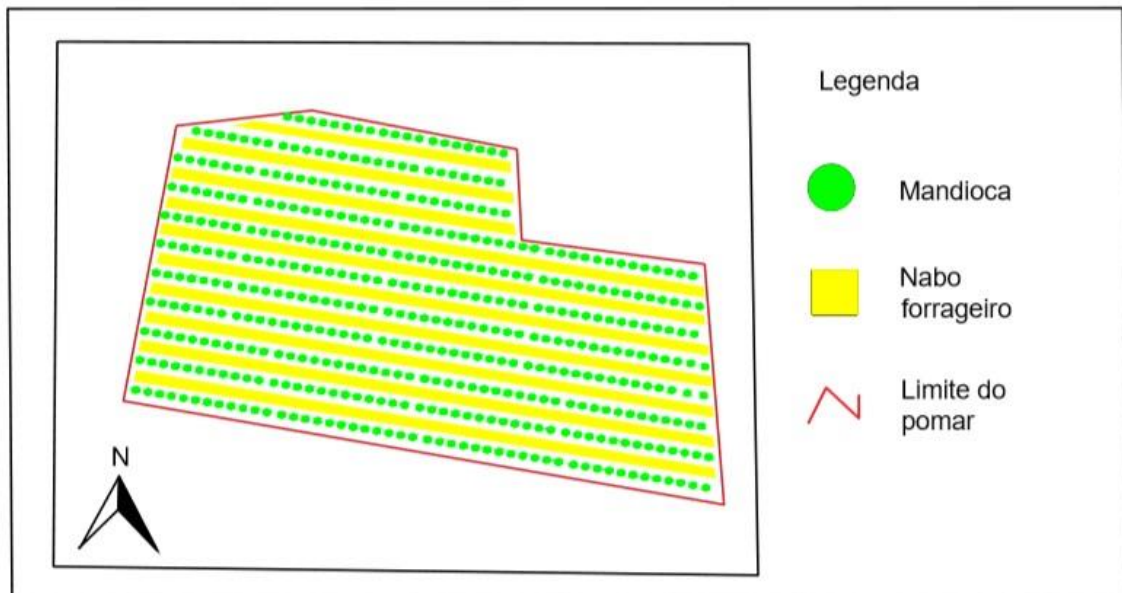 Legenda
Mandioca
Nabo
forrageiro
Limite do
pomar
N